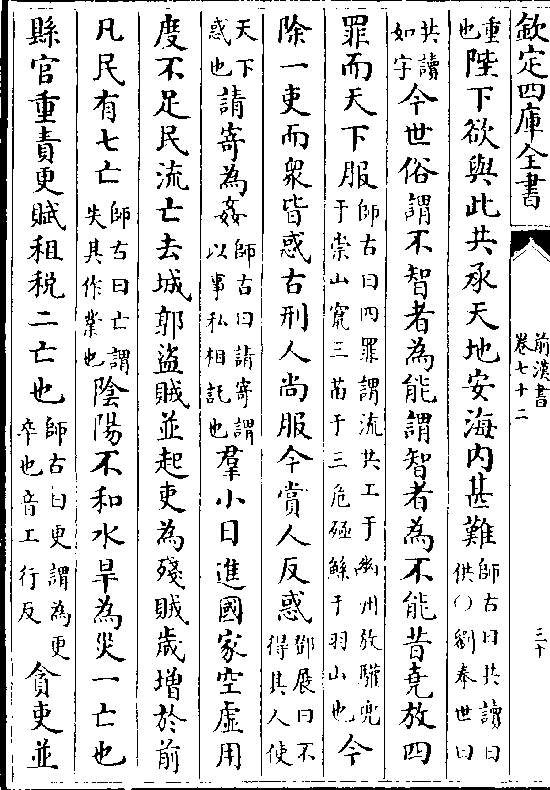 欽定四庫全書
前漢書
卷七十二
三十
重也陛下欲與此共承天地安海内甚難師古曰共讀曰供○劉奉世曰
共讀如字今世俗謂不智者為能謂智者為不能昔堯放四
罪而天下服師古曰四罪謂流共工于幽州放驩兜于崇山竄三苗于三危殛鯀于羽山也今
除一吏而衆皆惑古刑人尚服今賞人反惑鄧展曰不得其人使
天下惑也請寄為姦師古曰請寄謂以事私相託也羣小日進國家空虚用
度不足民流亡去城郭盜賊並起吏為殘賊歳增於前
凡民有七亡師古曰亡謂失其作業也陰陽不和水旱為災一亡也
縣官重責更賦租税二亡也師古曰更謂為更卒也音工行反貪吏並